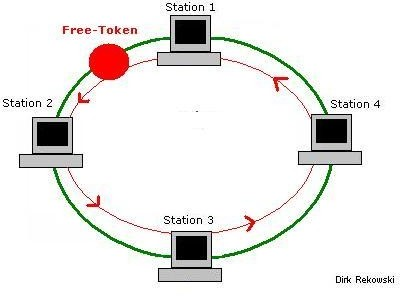 Station 1
Free-Token
Station 2
Station 4
Station 3
Dirk Rekowski